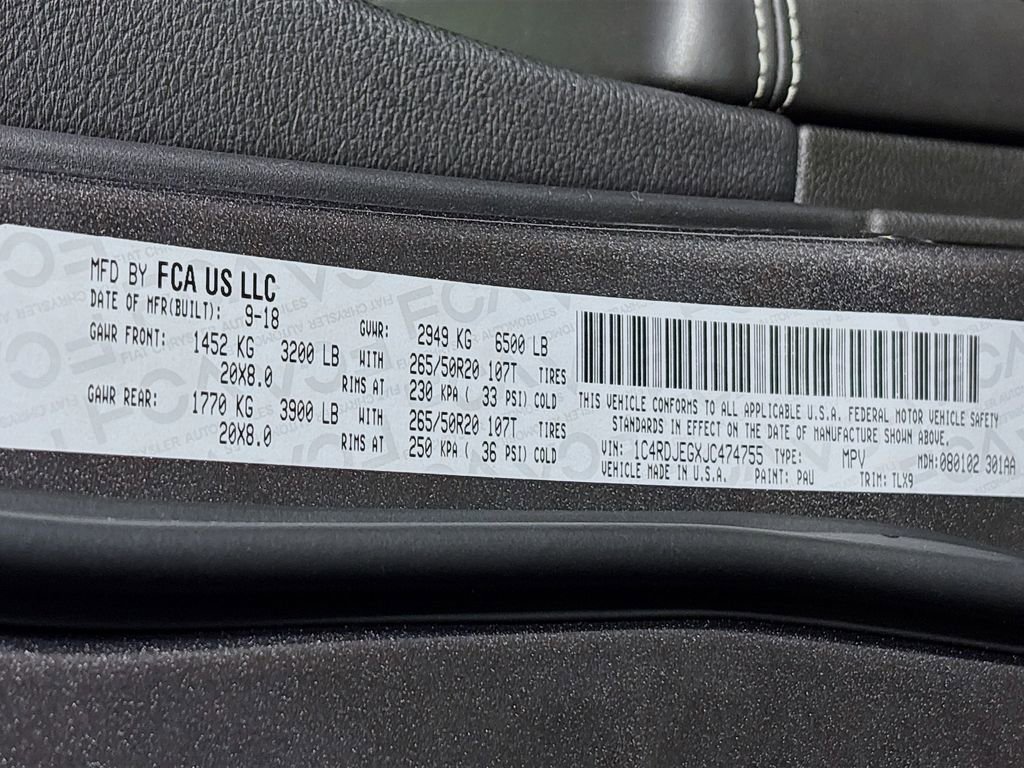 MFD BY FCA US LLC
DATE OF MFR(BUILT): 9-18
GVWR: 2949 KG 6500 LB
GAWR FRONT: 1452 KG 3200 LB WITH 265/50R20 107T TIRES
20X8.0 RIMS AT 230 KPA ( 33 PSI) COLD
GAWR REAR: 1770 KG 3900 LB WITH 265/50R20 107T TIRES
20X8.0 RIMS AT 250 KPA ( 36 PSI) COLD
THIS VEHICLE CONFORMS TO ALL APPLICABLE U.S.A. FEDERAL MOTOR VEHICLE SAFETY
STANDARDS IN EFFECT ON THE DATE OF MANUFACTURE SHOWN ABOVE.
VIN: 1C4RDJEGXJC474755 TYPE: MPV MDH:080102 301AA
VEHICLE MADE IN U.S.A. PAINT: PAU TRIM: TLX9